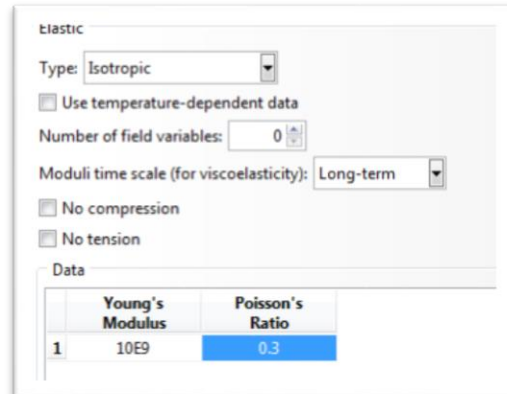 Elastic
Type: Isotropic
Use temperature-dependent data
Number of field variables: 0
Moduli time scale (for viscoelasticity): Long-term
No compression
No tension
Data
Young's Modulus Poisson's Ratio
1 10E9 0.3